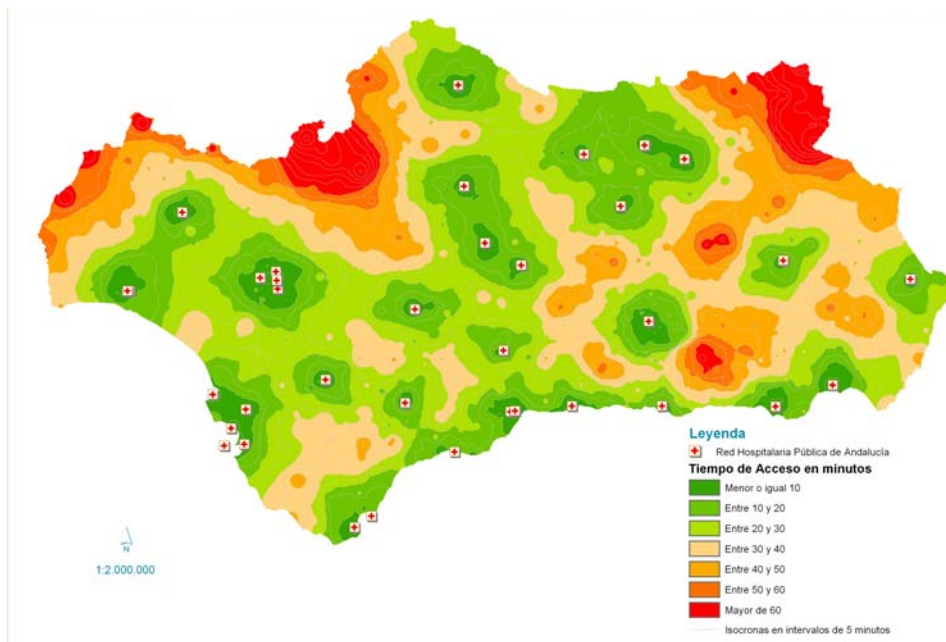 Leyenda
Red Hospitalaria Pública de Andalucía
Tiempo de Acceso en minutos
Menor o igual 10
Entre 10 y 20
Entre 20 y 30
Entre 30 y 40
Entre 40 y 50
Entre 50 y 60
Mayor de 60
Isocronas en intervalos de 5 minutos
N
1:2.000.000